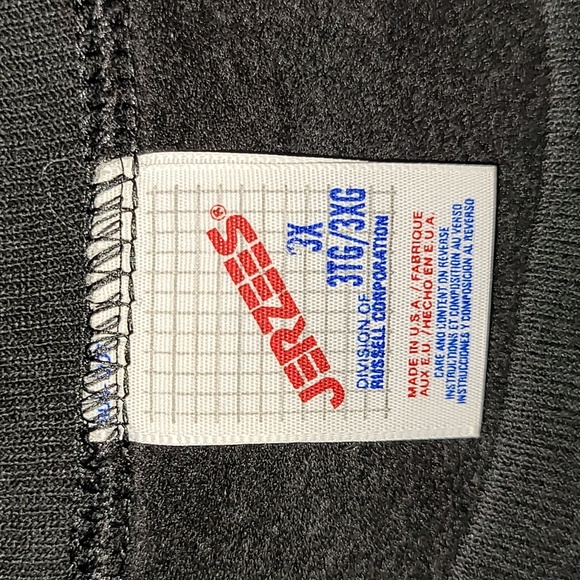 JERZEES®
3X
3TG/3XG
DIVISION OF
RUSSELL CORPORATION
MADE IN U.S.A./FABRIQUE
AUX E.U./HECHO EN E.U.A.
CARE AND CONTENT ON REVERSE
INSTRUCTIONS ET COMPOSITION AU VERSO
INSTRUCCIONES Y COMPOSICION AL REVERSO